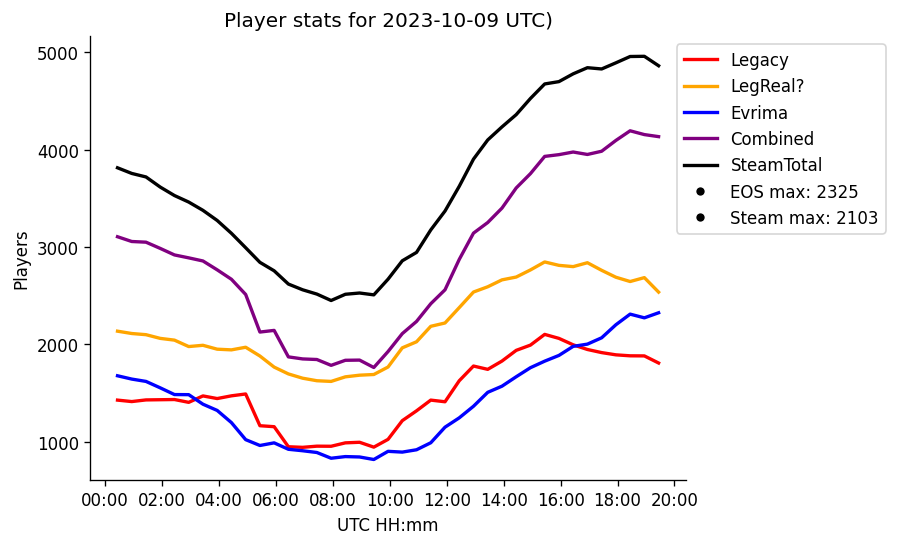 Player stats for 2023-10-09 UTC)
5000
4000
3000
2000
1000
Players
00:00 02:00 04:00 06:00 08:00 10:00 12:00 14:00 16:00 18:00 20:00
UTC HH:mm
Legacy
LegReal?
Evrima
Combined
SteamTotal
EOS max: 2325
Steam max: 2103